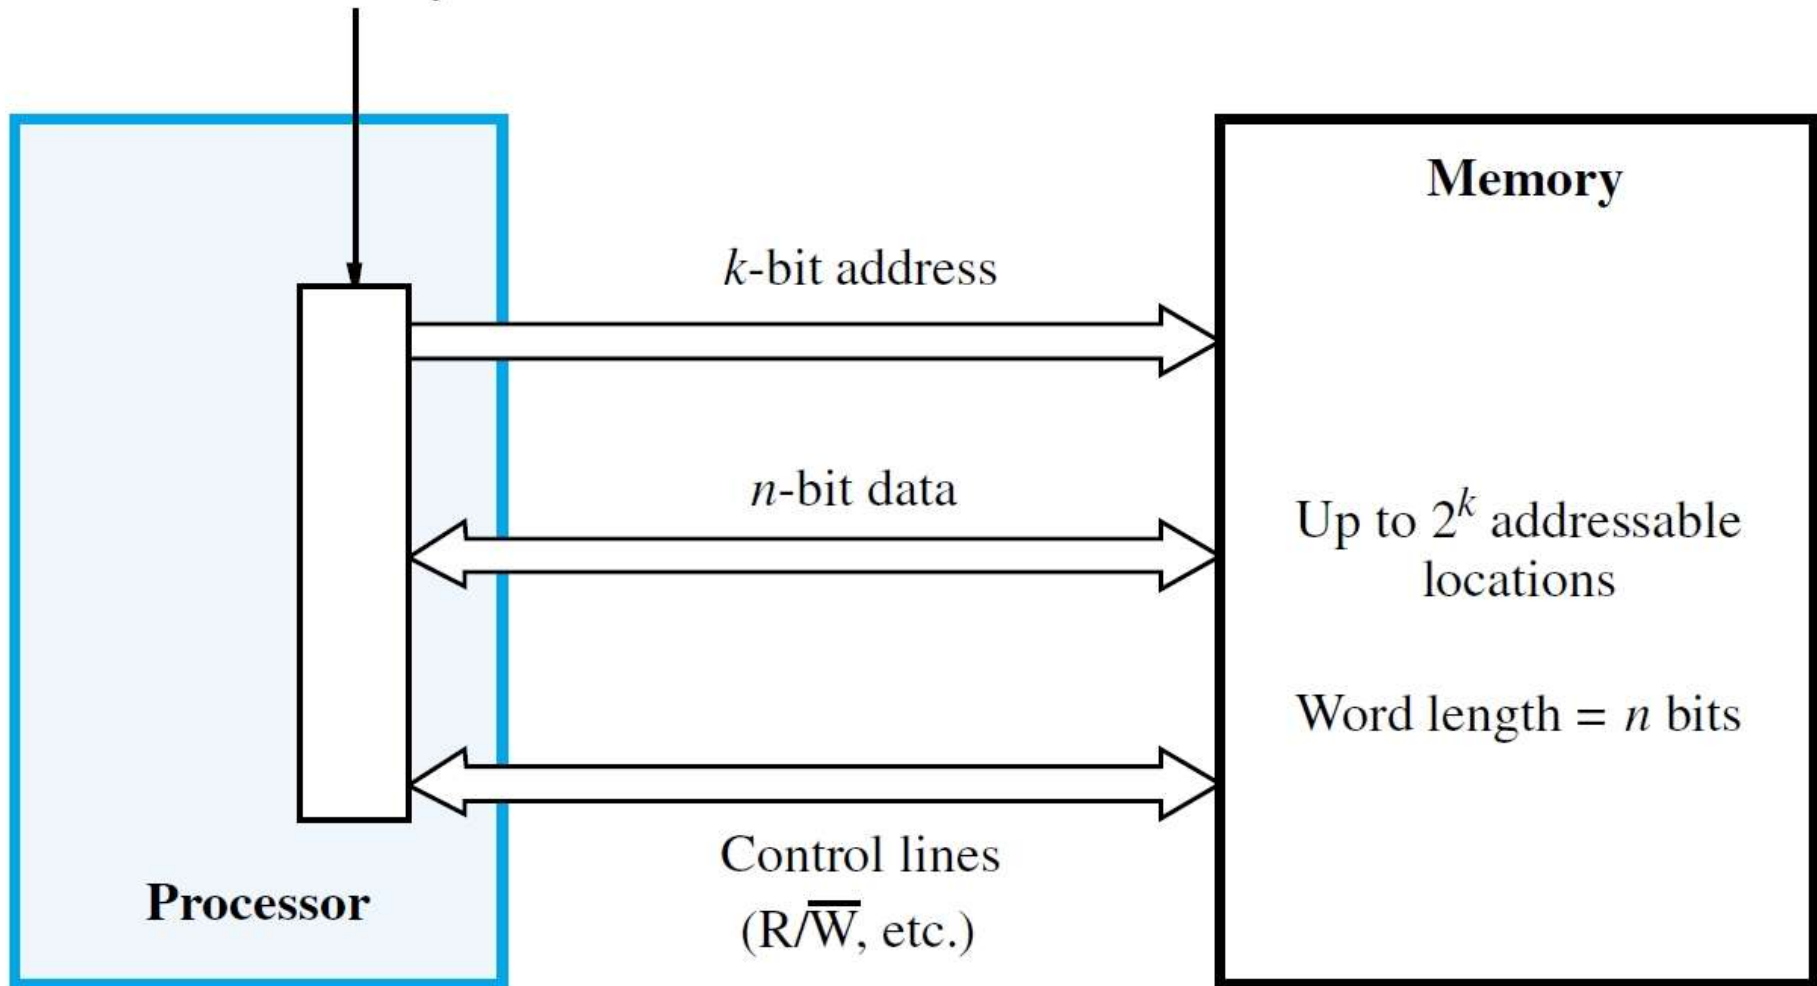 k-bit address
n-bit data
Control lines
(R/W̅, etc.)
Processor
Memory
Up to 2ᵏ addressable
locations
Word length = n bits